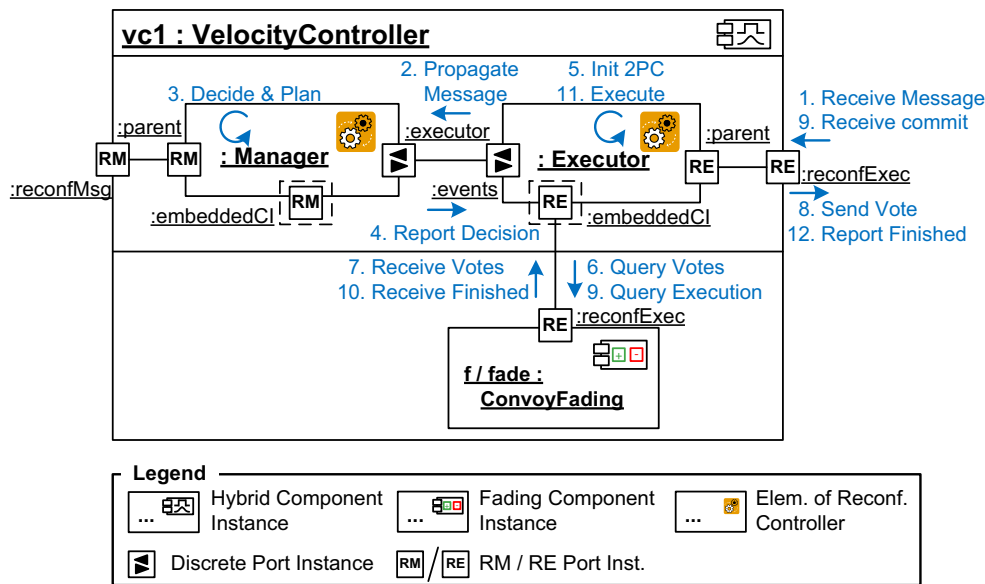 vc1 : VelocityController
2. Propagate
Message
5. Init 2PC
11. Execute
3. Decide & Plan
1. Receive Message
9. Receive commit
:parent
:executor
:parent
RM
RM
: Manager
: Executor
RE
RE
:reconfMsg
:reconfExec
RM
:events
RE
:embeddedCI
:embeddedCI
4. Report Decision
8. Send Vote
12. Report Finished
7. Receive Votes
10. Receive Finished
6. Query Votes
9. Query Execution
RE
:reconfExec
+ -
f / fade :
ConvoyFading
Legend
... Hybrid Component
Instance
... Fading Component
Instance
... Elem. of Reconf.
Controller
Discrete Port Instance
RM / RE RM / RE Port Inst.